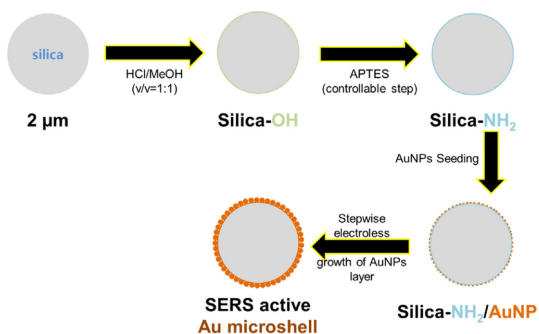 silica
2 µm
HCl/MeOH
(v/v=1:1)
Silica-OH
APTES
(controllable step)
Silica-NH₂
AuNPs Seeding
Silica-NH₂/AuNP
Stepwise
electroless
growth of AuNPs
layer
SERS active
Au microshell